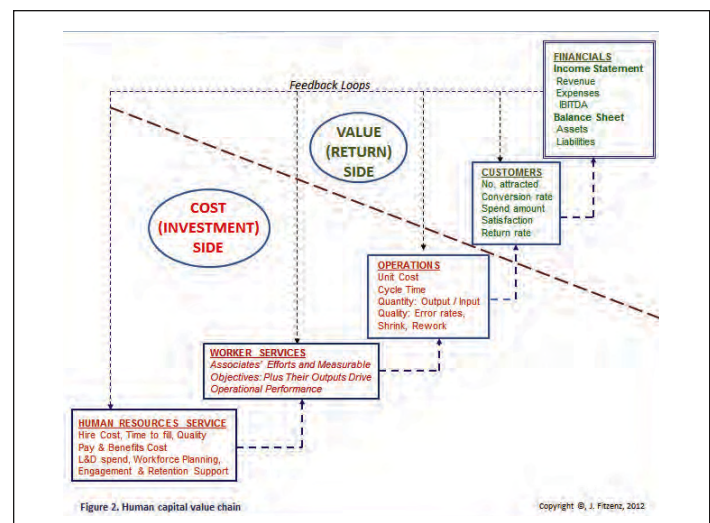 FINANCIALS
Income Statement
Revenue
Expenses
IBITDA
Balance Sheet
Assets
Liabilities
Feedback Loops
VALUE
(RETURN)
SIDE
CUSTOMERS
No. attracted
Conversion rate
Spend amount
Satisfaction
Return rate
COST
(INVESTMENT)
SIDE
OPERATIONS
Unit Cost
Cycle Time
Quantity: Output / Input
Quality: Error rates,
Shrink, Rework
WORKER SERVICES
Associates' Efforts and Measurable
Objectives: Plus Their Outputs Drive
Operational Performance
HUMAN RESOURCES SERVICE
Hire Cost, Time to fill, Quality
Pay & Benefits Cost
L&D spend, Workforce Planning,
Engagement & Retention Support
Figure 2. Human capital value chain
Copyright ©, J. Fitzenz, 2012